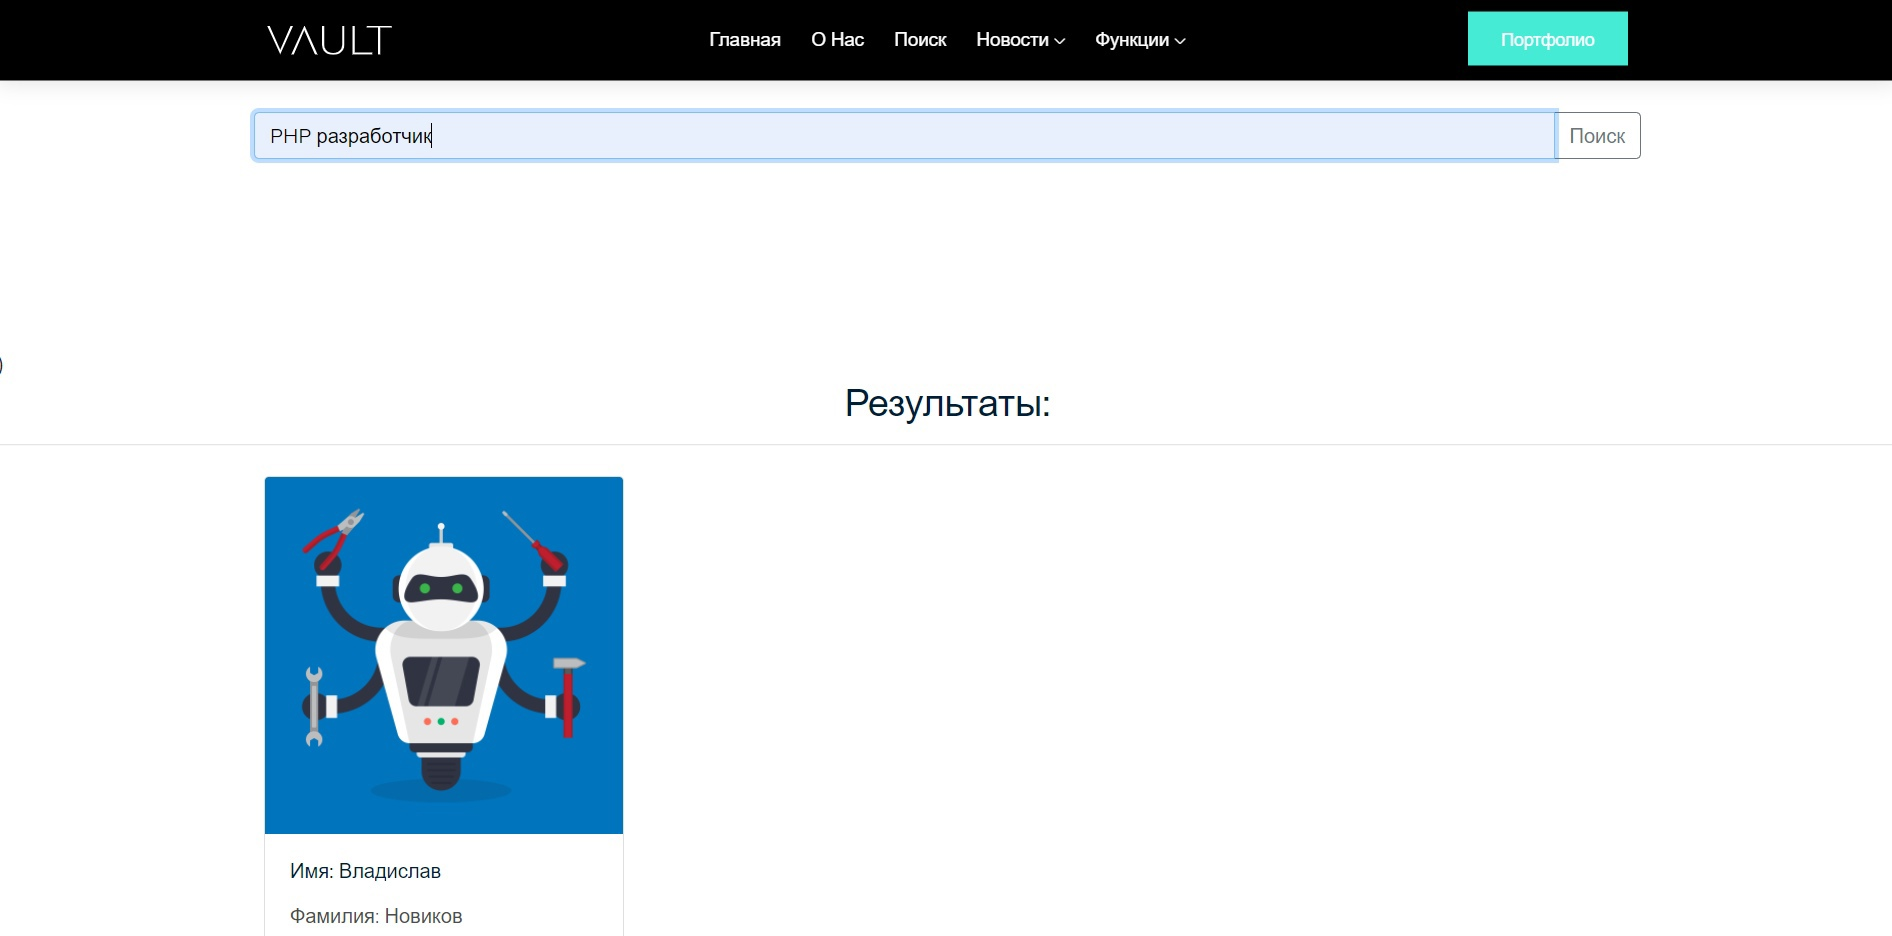 VAULT
Главная О Нас Поиск Новости Функции Портфолио
PHP разработчик Поиск
)
Результаты:
Имя: Владислав
Фамилия: Новиков